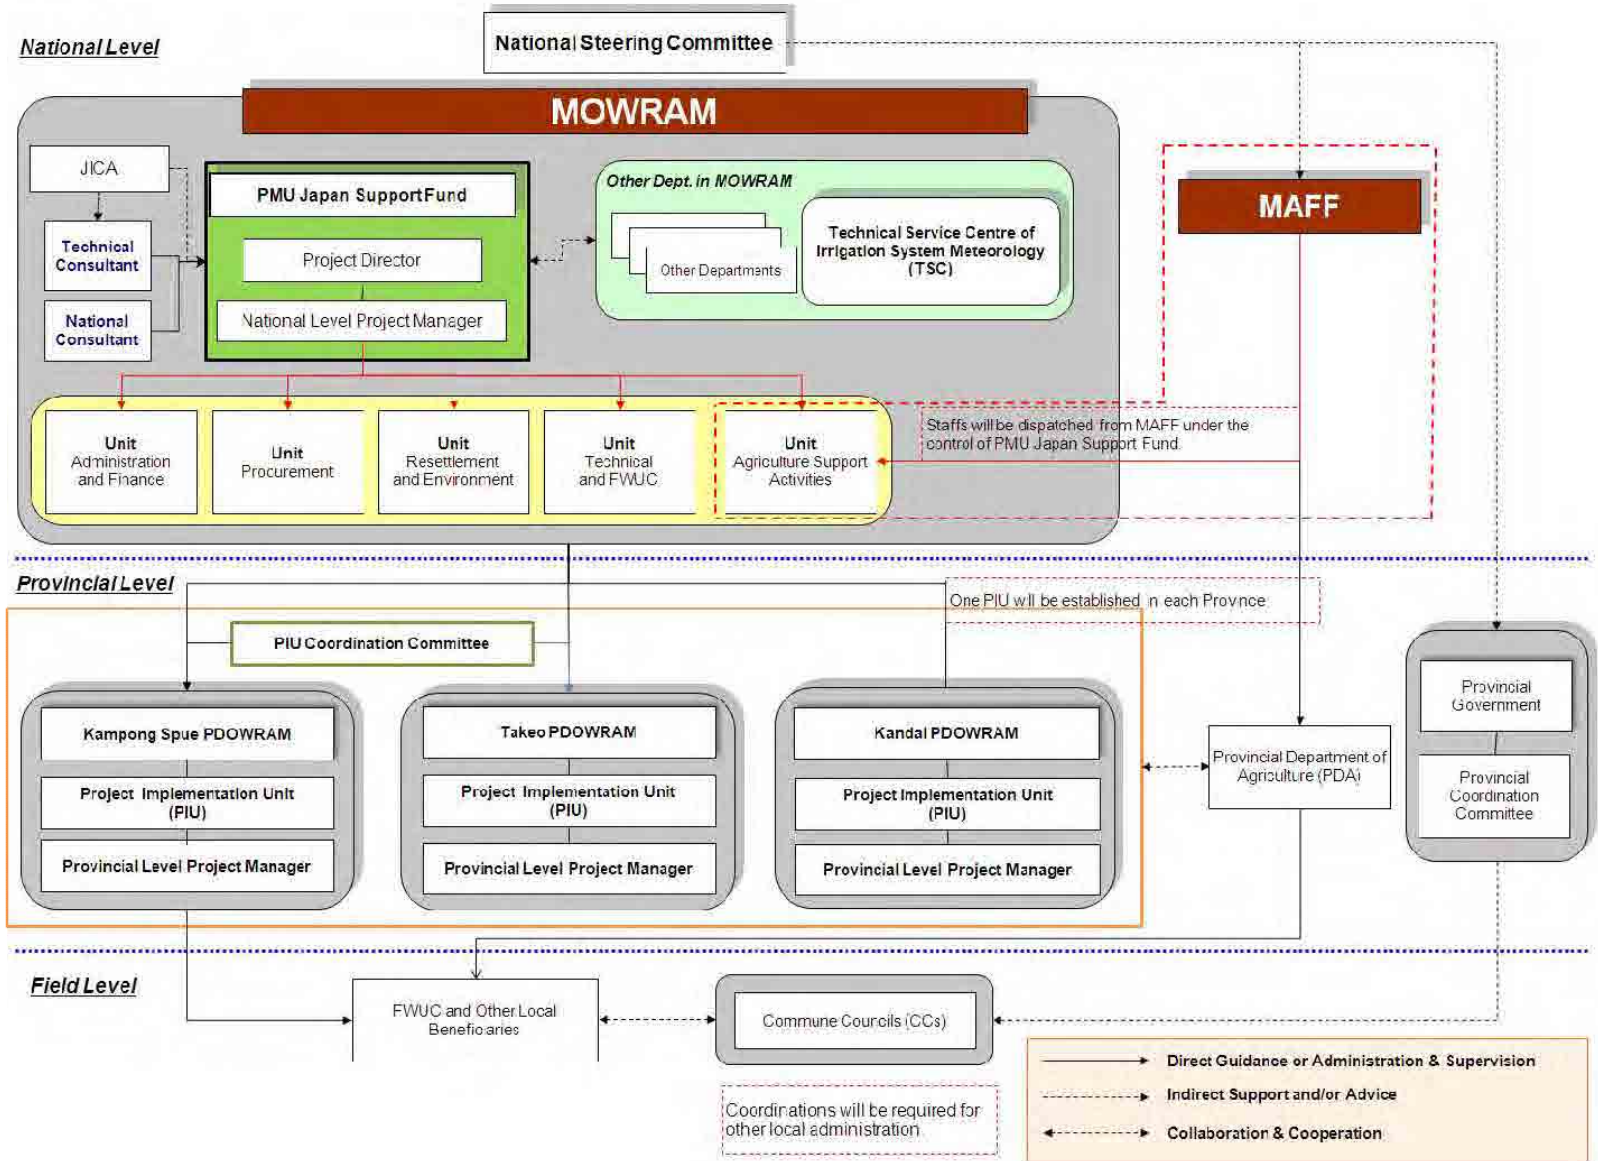 National Level
National Steering Committee
MOWRAM
JICA
PMU Japan Support Fund
Other Dept. in MOWRAM
MAFF
Technical
Consultant
Project Director
Other Departments
Technical Service Centre of
Irrigation System Meteorology
(TSC)
National
Consultant
National Level Project Manager
Unit
Administration
and Finance
Unit
Procurement
Unit
Resettlement
and Environment
Unit
Technical
and FWUC
Unit
Agriculture Support
Activities
Staffs will be dispatched from MAFF under the
control of PMU Japan Support Fund.
Provincial Level
One PIU will be established in each Province
PIU Coordination Committee
Kampong Spue PDOWRAM
Project Implementation Unit
(PIU)
Provincial Level Project Manager
Takeo PDOWRAM
Project Implementation Unit
(PIU)
Provincial Level Project Manager
Kandal PDOWRAM
Project Implementation Unit
(PIU)
Provincial Level Project Manager
Provincial Department of
Agriculture (PDA)
Provincial
Government
Provincial
Coordination
Committee
Field Level
FWUC and Other Local
Beneficiaries
Commune Councils (CCs)
Coordinations will be required for
other local administration
Direct Guidance or Administration & Supervision
Indirect Support and/or Advice
Collaboration & Cooperation